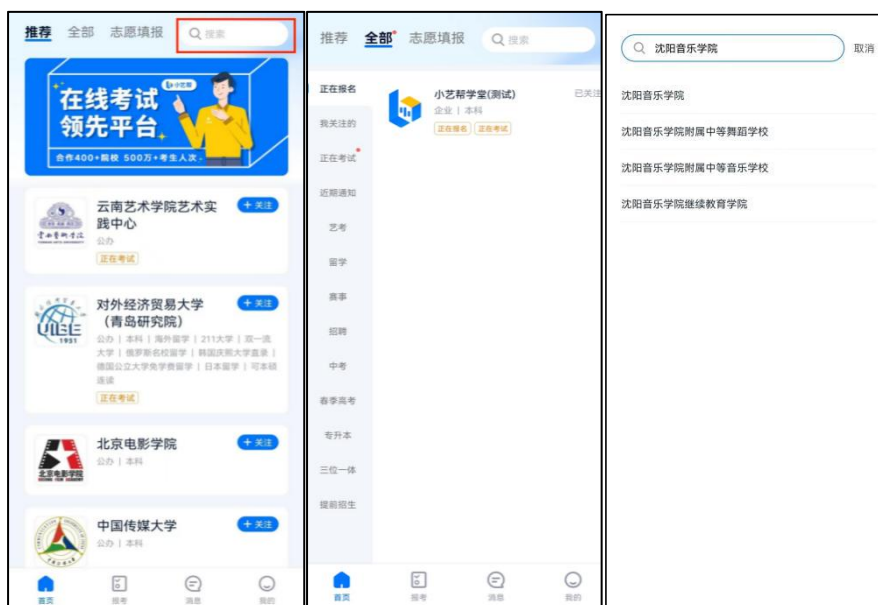 推荐 全部 志愿填报 搜索
小艺帮
在线考试
领先平台
合作400+院校 500万+考生人次
云南艺术学院艺术实
践中心
+ 关注
公办
正在考试
对外经济贸易大学
（青岛研究院）
+ 关注
公办 | 本科 | 海外留学 | 211大学 | 双一流
大学 | 俄罗斯名校留学 | 韩国庆熙大学直录 |
德国公立大学免学费留学 | 日本留学 | 可本硕
连读
正在考试
1951
北京电影学院
+ 关注
公办 | 本科
北京电影学院
中国传媒大学
+ 关注
公办 | 本科
首页 报考 消息 我的
推荐 全部 志愿填报 搜索
正在报名
我关注的
正在考试
近期通知
艺考
留学
赛事
招聘
中考
春季高考
专升本
三位一体
提前招生
小艺帮学堂(测试)
已关注
企业 | 本科
正在报名 正在考试
首页 报考 消息 我的
沈阳音乐学院 取消
沈阳音乐学院
沈阳音乐学院附属中等舞蹈学校
沈阳音乐学院附属中等音乐学校
沈阳音乐学院继续教育学院